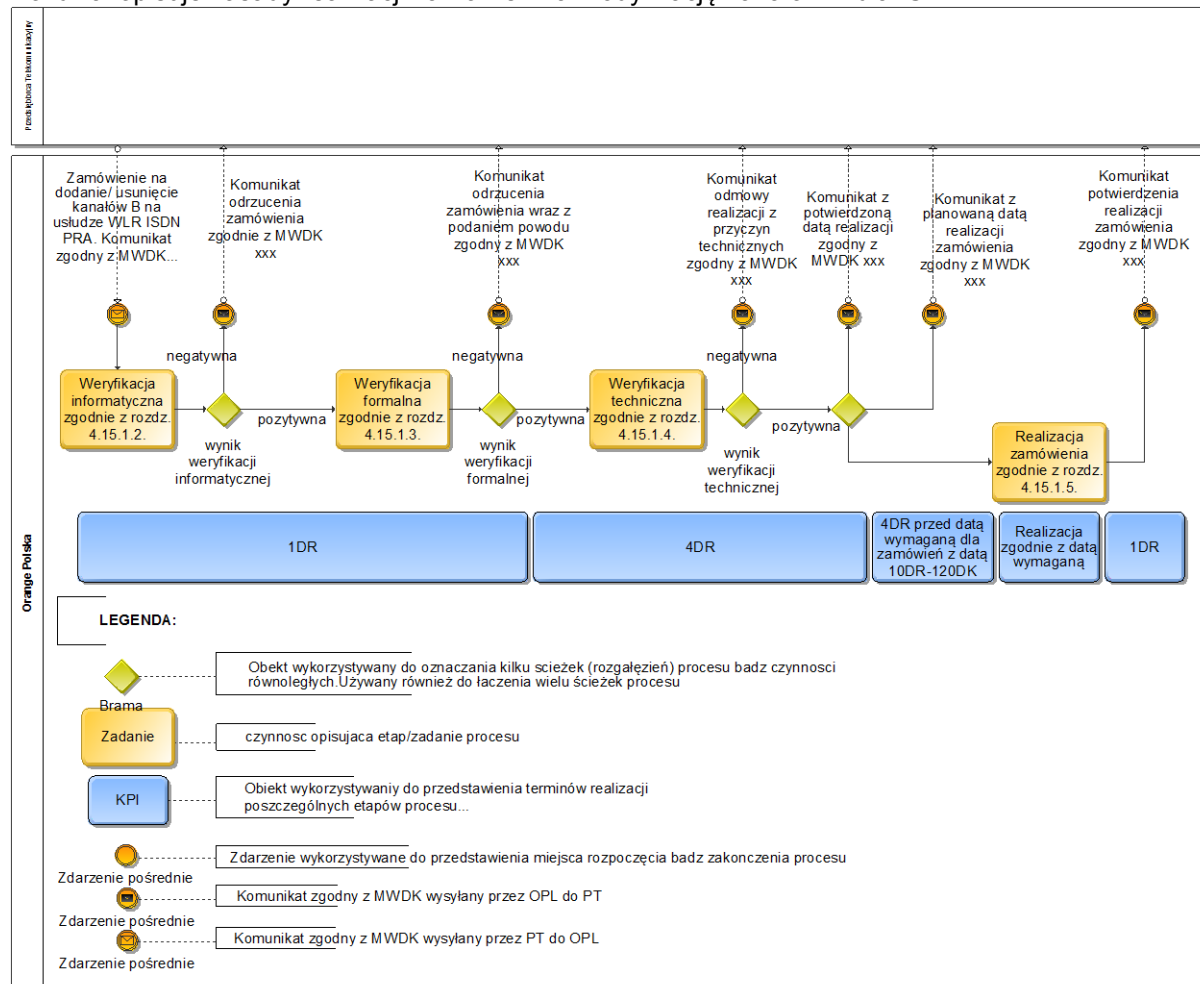 Przedsiębiorca Telekomunikacyjny
Orange Polska
Zamówienie na
dodanie/ usunięcie
kanałów B na
usłudze WLR ISDN
PRA. Komunikat
zgodny z MWDK...
Komunikat
odrzucenia
zamówienia
zgodnie z MWDK
xxx
Komunikat
odrzucenia
zamówienia wraz z
podaniem powodu
zgodny z MWDK
xxx
Komunikat
odmowy
realizacji z
przyczyn
technicznych
zgodny z MWDK
xxx
Komunikat z
potwierdzoną
datą realizacji
zgodny z
MWDK xxx
Komunikat z
planowaną datą
realizacji
zamówienia
zgodny z MWDK
xxx
Komunikat
potwierdzenia
realizacji
zamówienia
zgodny z MWDK
xxx
negatywna
negatywna
negatywna
Weryfikacja
informatyczna
zgodnie z rozdz.
4.15.1.2.
pozytywna
wynik
weryfikacji
informatycznej
Weryfikacja
formalna
zgodnie z rozdz.
4.15.1.3.
pozytywna
wynik
weryfikacji
formalnej
Weryfikacja
techniczna
zgodnie z rozdz.
4.15.1.4.
pozytywna
wynik
weryfikacji
technicznej
Realizacja
zamówienia
zgodnie z rozdz.
4.15.1.5.
1DR
4DR
4DR przed datą
wymaganą dla
zamówień z datą
10DR-120DK
Realizacja
zgodnie z datą
wymaganą
1DR
LEGENDA:
Brama
Obekt wykorzystywany do oznaczania kilku scieżek (rozgałęzień) procesu badz czynnosci
równoległych.Używany również do łaczenia wielu ścieżek procesu
Zadanie
czynnosc opisujaca etap/zadanie procesu
KPI
Obiekt wykorzystywaniy do przedstawienia terminów realizacji
poszczególnych etapów procesu...
Zdarzenie pośrednie
Zdarzenie wykorzystywane do przedstawienia miejsca rozpoczęcia badz zakonczenia procesu
Zdarzenie pośrednie
Komunikat zgodny z MWDK wysyłany przez OPL do PT
Zdarzenie pośrednie
Komunikat zgodny z MWDK wysyłany przez PT do OPL